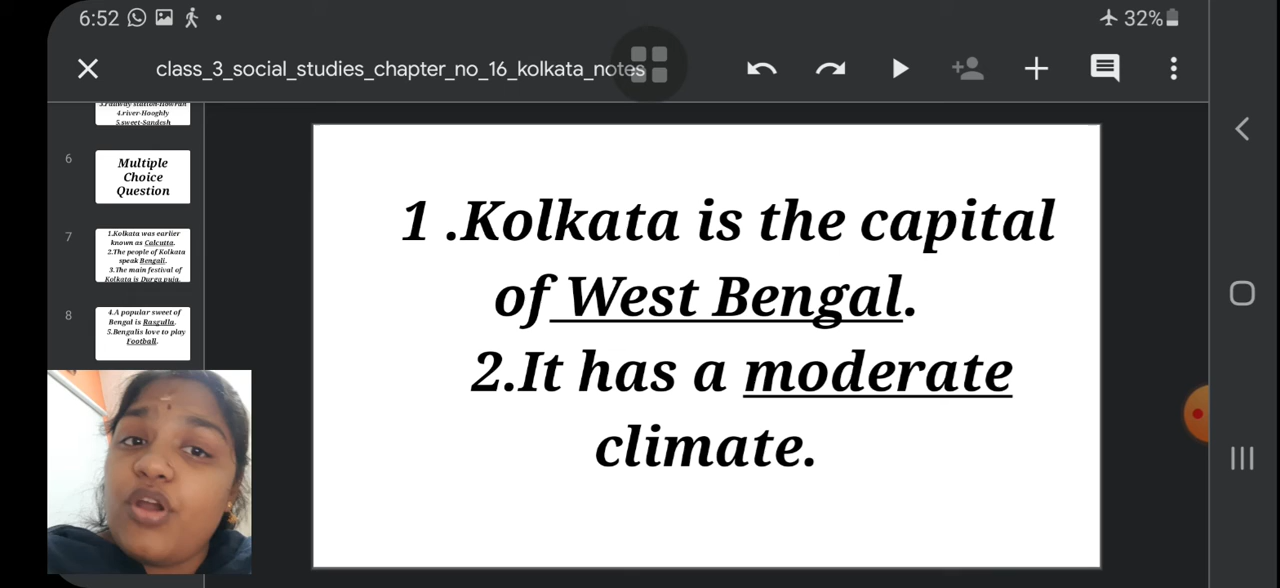 6:52
32%
class_3_social_studies_chapter_no_16_kolkata_notes
4.river-Hooghly
5.sweet-Sandesh
6
Multiple
Choice
Question
7
1.Kolkata was earlier
known as Calcutta.
2.The people of Kolkata
speak Bengali.
3.The main festival of
Kolkata is Durga puja.
8
4.A popular sweet of
Bengal is Rasgulla.
5.Bengalis love to play
Football.
1 .Kolkata is the capital
of West Bengal.
2.It has a moderate
climate.